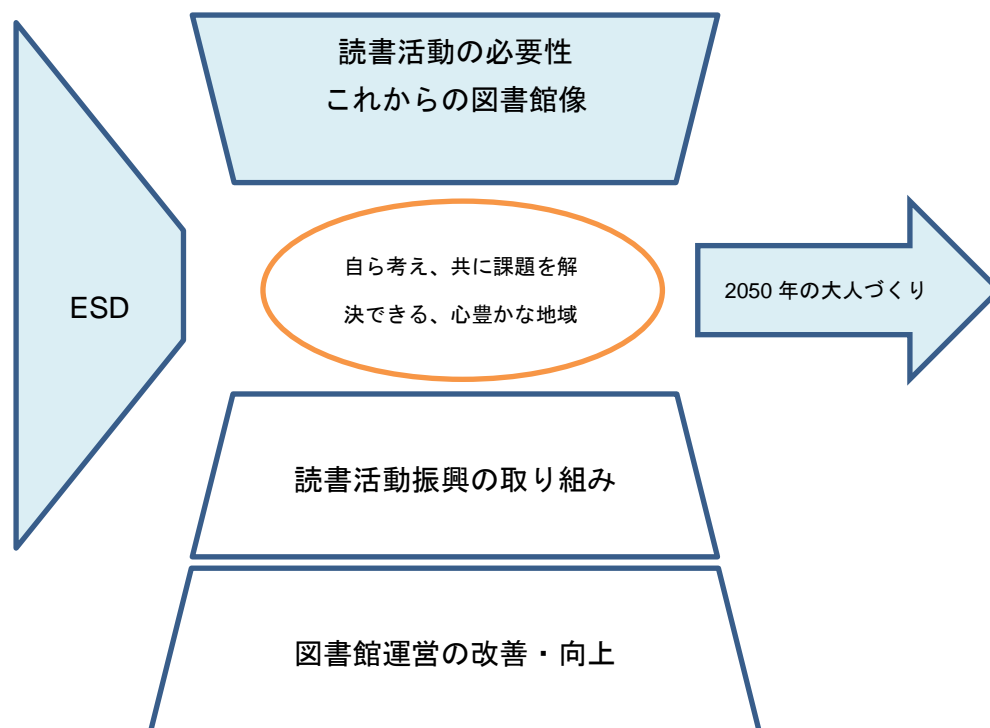 読書活動の必要性
これからの図書館像
ESD
自ら考え、共に課題を解
決できる、心豊かな地域
2050 年の大人づくり
読書活動振興の取り組み
図書館運営の改善・向上